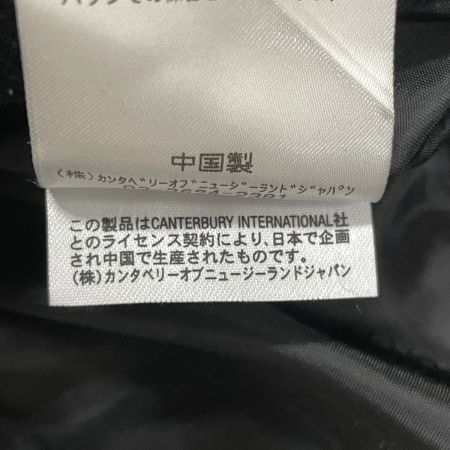 中国製
(株)カンタベリーオブニュージーランドジャパン
この製品はCANTERBURY INTERNATIONAL社
とのライセンス契約により、日本で企画
され中国で生産されたものです。
(株)カンタベリーオブニュージーランドジャパン